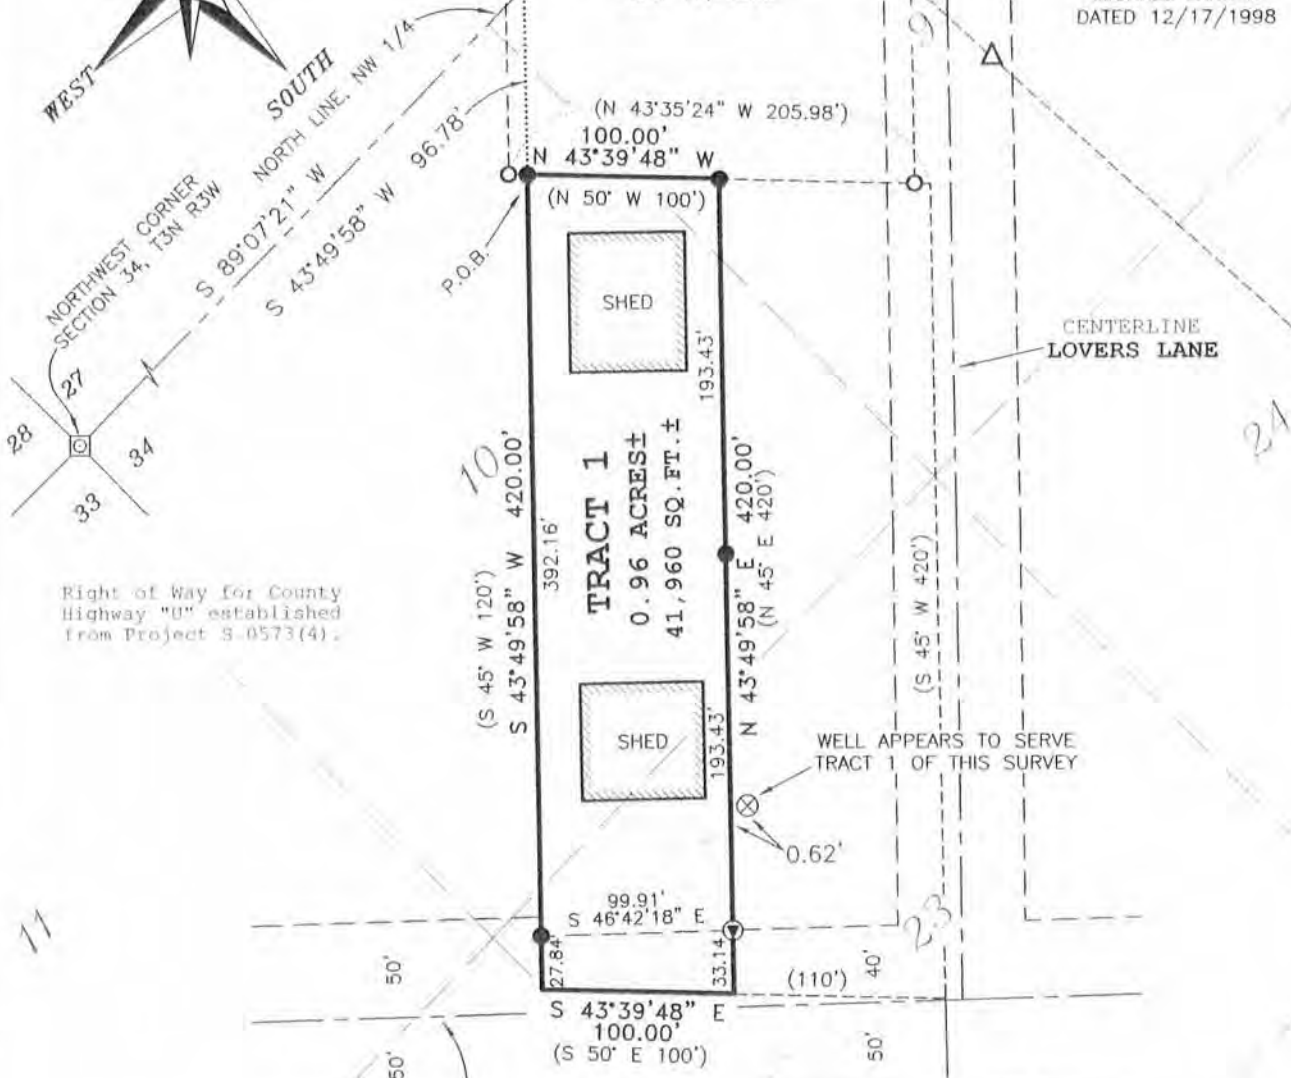 DATED 12/17/1998
WEST
SOUTH
NORTH LINE, NW 1/4
S 89°07'21" W
S 43°49'58" W 96.78'
NORTHWEST CORNER
SECTION 34, T3N R3W
(N 43°35'24" W 205.98')
100.00'
N 43°39'48" W
(N 50° W 100')
P.O.B.
SHED
193.43'
CENTERLINE
LOVERS LANE
27
28
34
33
10
24
TRACT 1
0.96 ACRES±
41,960 SQ.FT.±
S 43°49'58" W 420.00'
(S 45° W 120')
392.16'
N 43°49'58" E 420.00'
(N 45° E 420')
(S 45° W 420')
Right of Way for County
Highway "U" established
from Project S-0573(4).
SHED
193.43'
WELL APPEARS TO SERVE
TRACT 1 OF THIS SURVEY
0.62'
99.91'
S 46°42'18" E
11
23
50'
27.84'
33.14'
(110')
40'
S 43°39'48" E
100.00'
(S 50° E 100')
50'
50'